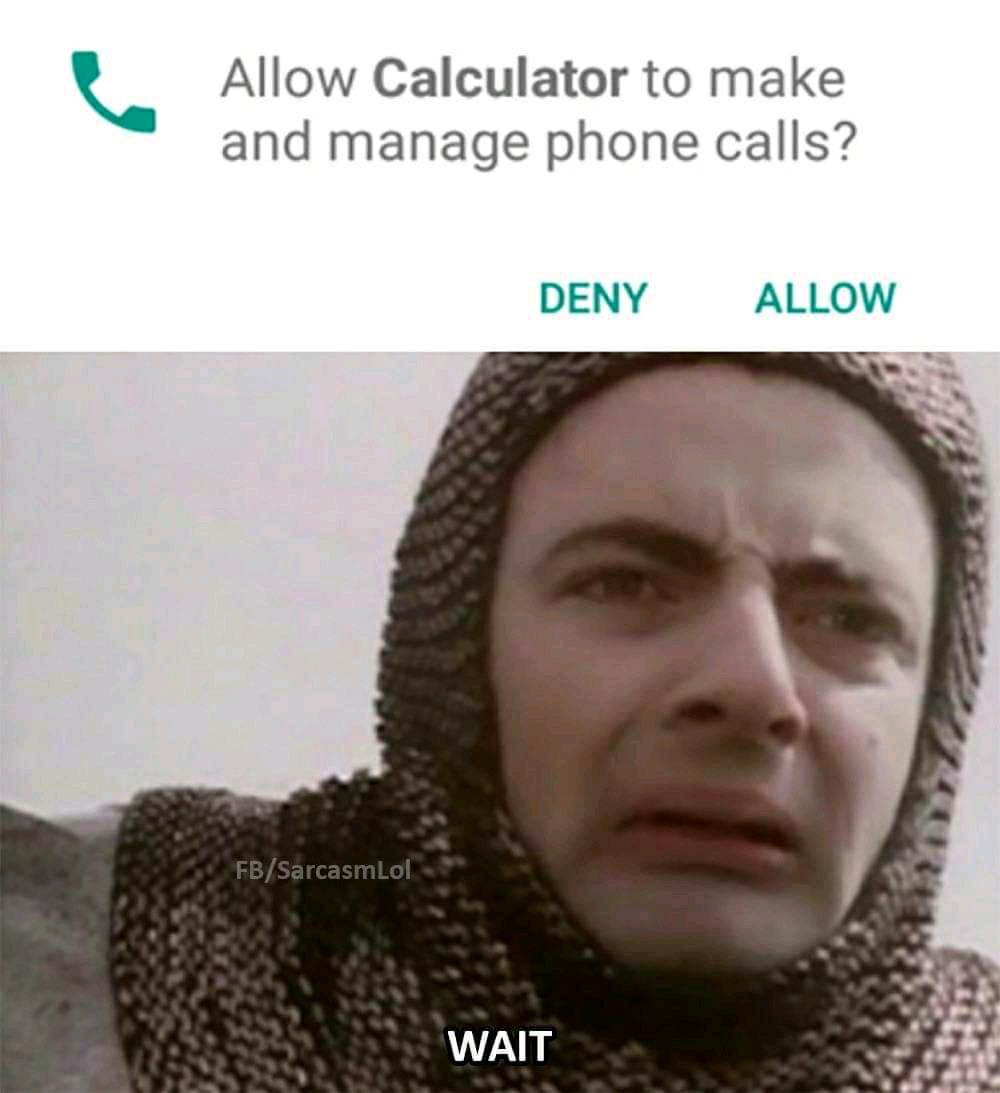 Allow Calculator to make
and manage phone calls?
DENY ALLOW
FB/SarcasmLol
WAIT